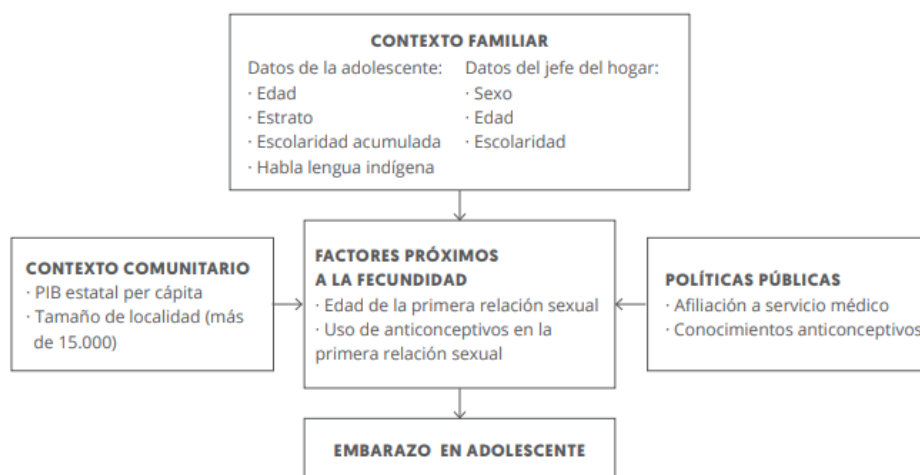 CONTEXTO FAMILIAR
Datos de la adolescente:
· Edad
· Estrato
· Escolaridad acumulada
· Habla lengua indígena
Datos del jefe del hogar:
· Sexo
· Edad
· Escolaridad
CONTEXTO COMUNITARIO
· PIB estatal per cápita
· Tamaño de localidad (más
de 15.000)
FACTORES PRÓXIMOS
A LA FECUNDIDAD
· Edad de la primera relación sexual
· Uso de anticonceptivos en la
primera relación sexual
POLÍTICAS PÚBLICAS
· Afiliación a servicio médico
· Conocimientos anticonceptivos
EMBARAZO EN ADOLESCENTE